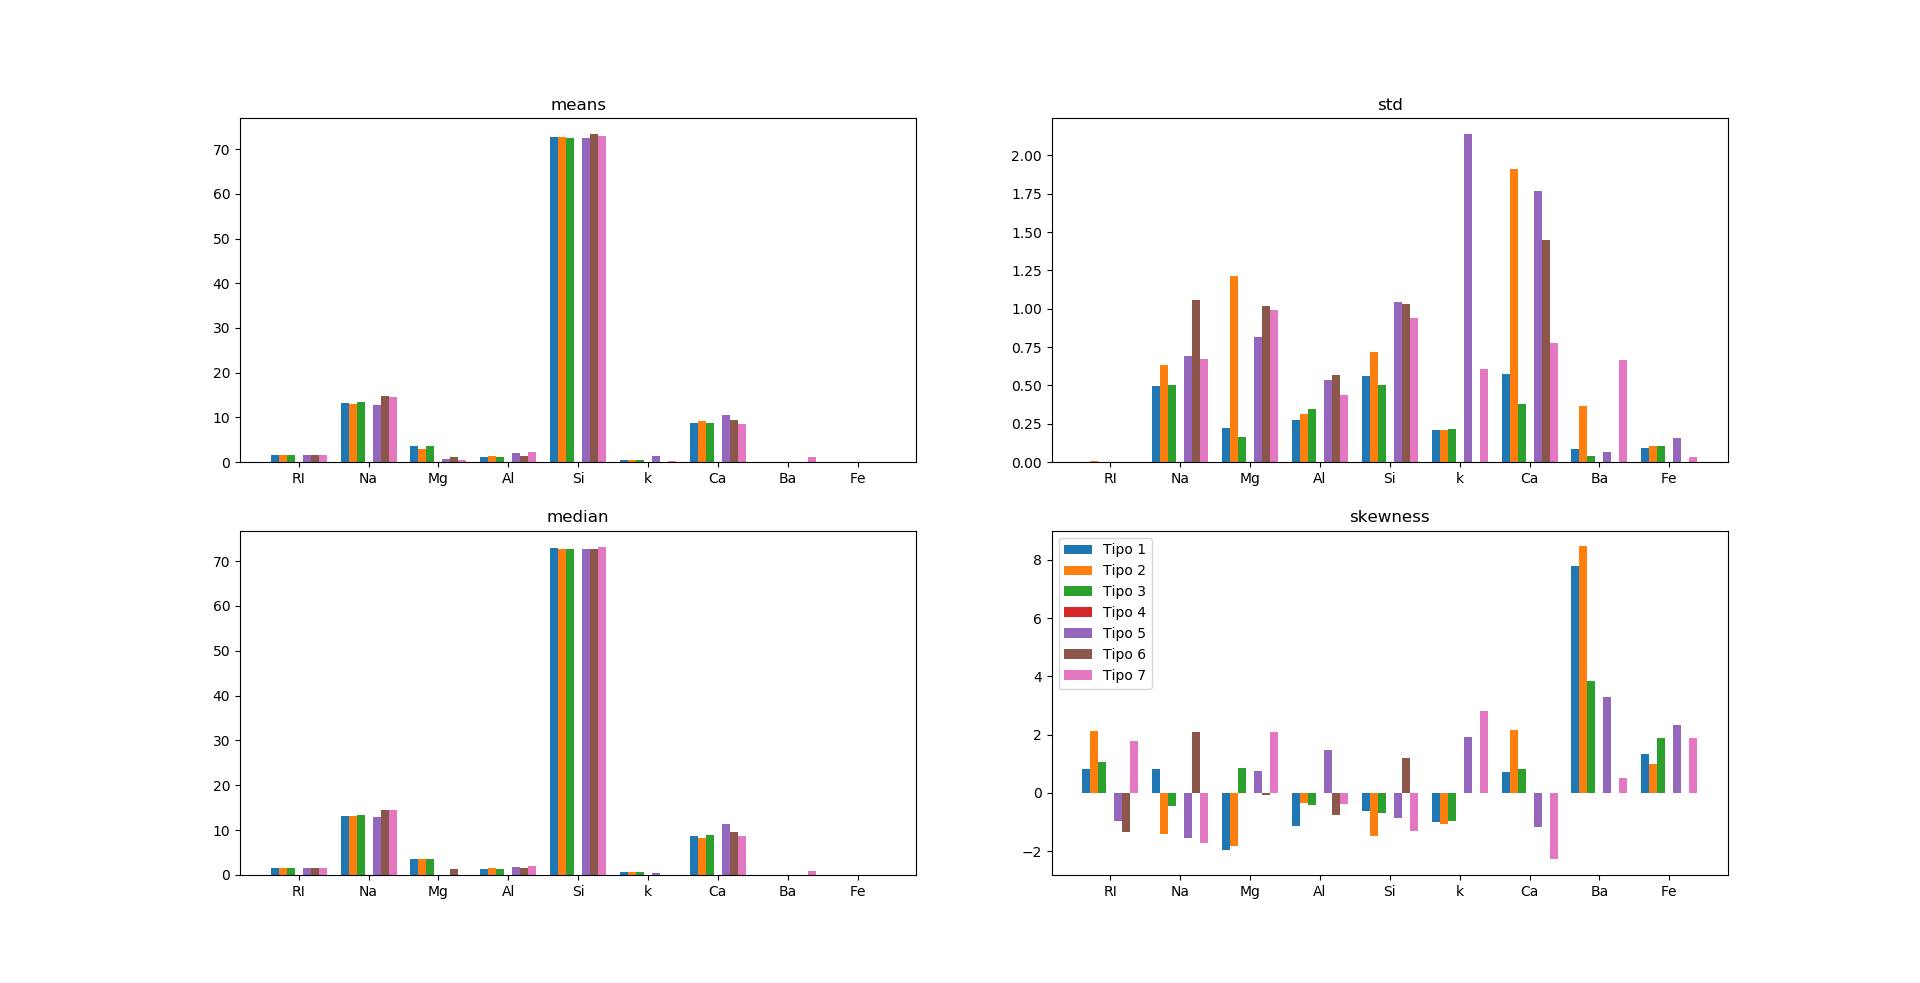 means
70
60
50
40
30
20
10
0
RI Na Mg Al Si k Ca Ba Fe
std
2.00
1.75
1.50
1.25
1.00
0.75
0.50
0.25
0.00
RI Na Mg Al Si k Ca Ba Fe
median
70
60
50
40
30
20
10
0
RI Na Mg Al Si k Ca Ba Fe
skewness
8
6
4
2
0
−2
Tipo 1
Tipo 2
Tipo 3
Tipo 4
Tipo 5
Tipo 6
Tipo 7
RI Na Mg Al Si k Ca Ba Fe